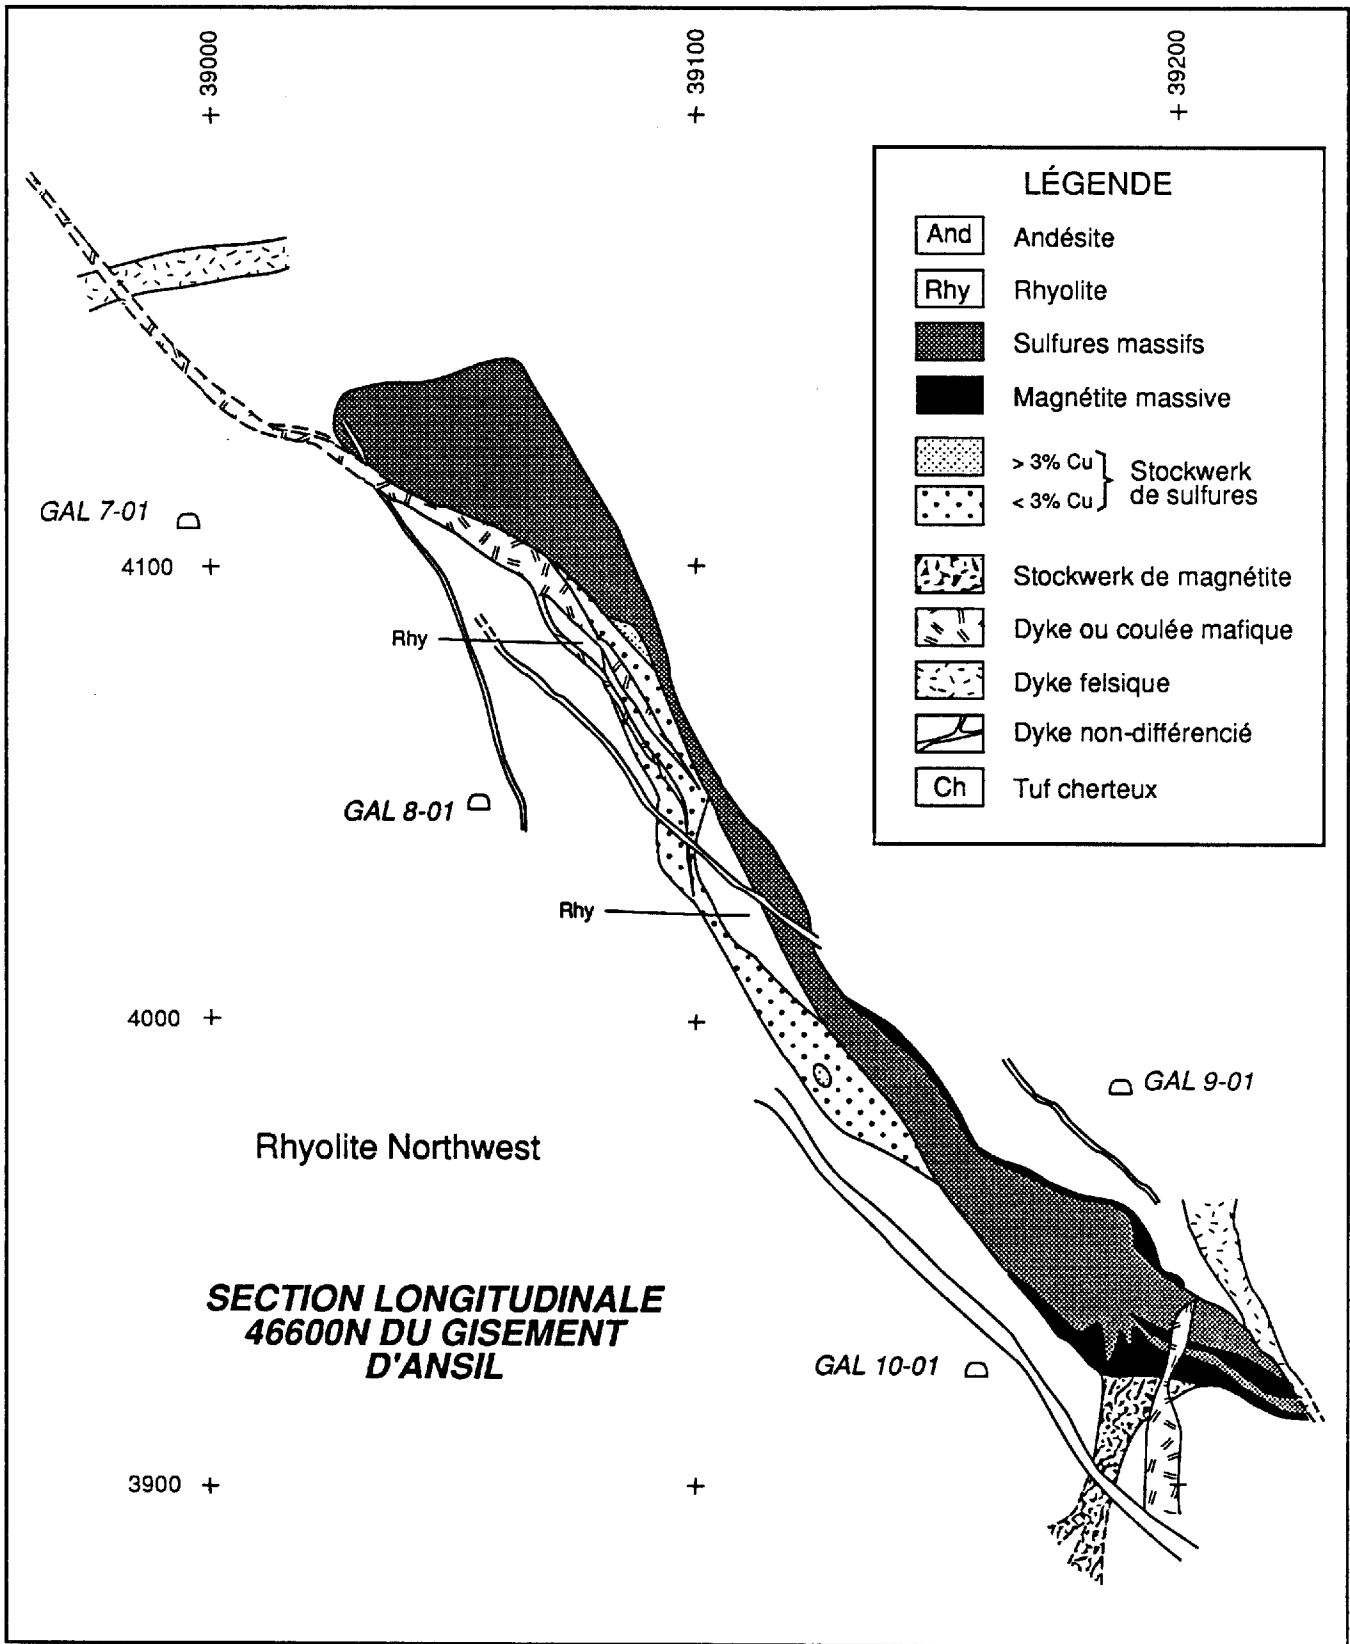 39000
39100
39200
LÉGENDE
And Andésite
Rhy Rhyolite
Sulfures massifs
Magnétite massive
> 3% Cu
< 3% Cu
Stockwerk
de sulfures
Stockwerk de magnétite
Dyke ou coulée mafique
Dyke felsique
Dyke non-différencié
Ch Tuf cherteux
GAL 7-01
4100
Rhy
GAL 8-01
Rhy
4000
GAL 9-01
Rhyolite Northwest
SECTION LONGITUDINALE
46600N DU GISEMENT
D'ANSIL
GAL 10-01
3900